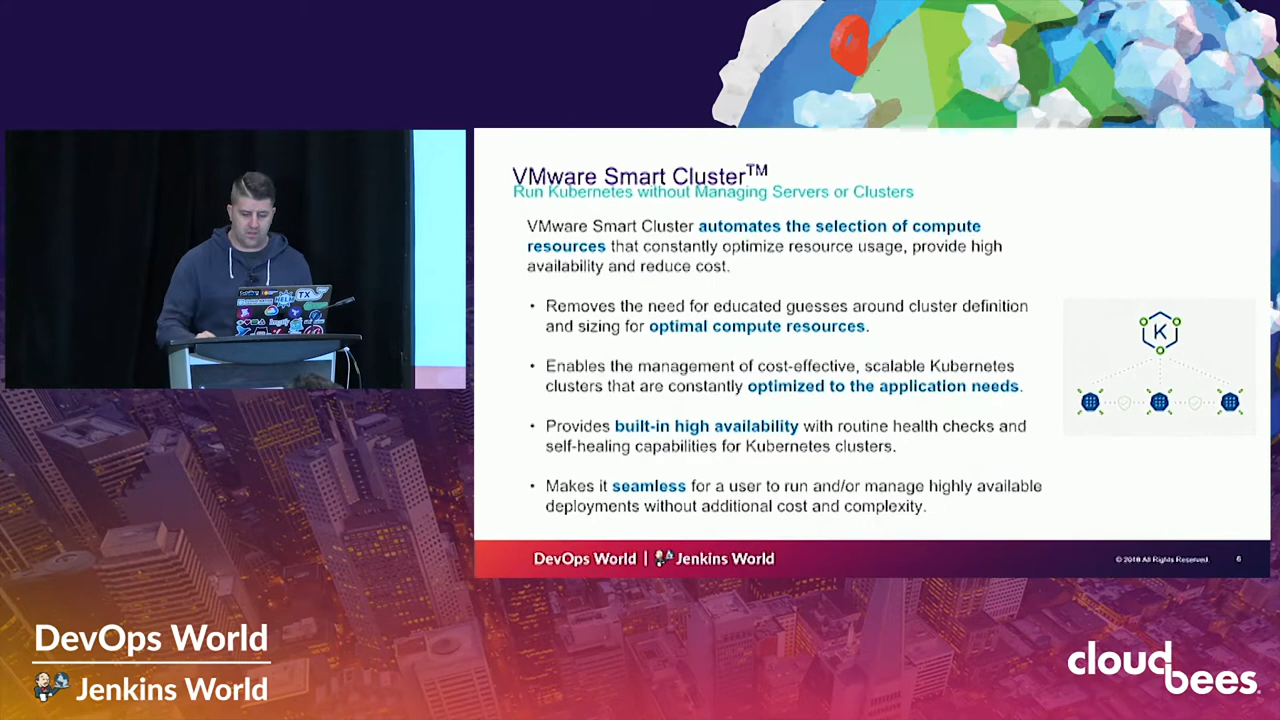 VMware Smart Cluster™
Run Kubernetes without Managing Servers or Clusters
VMware Smart Cluster automates the selection of compute
resources that constantly optimize resource usage, provide high
availability and reduce cost.
• Removes the need for educated guesses around cluster definition
and sizing for optimal compute resources.
• Enables the management of cost-effective, scalable Kubernetes
clusters that are constantly optimized to the application needs.
• Provides built-in high availability with routine health checks and
self-healing capabilities for Kubernetes clusters.
• Makes it seamless for a user to run and/or manage highly available
deployments without additional cost and complexity.
K
DevOps World | Jenkins World
© 2018 All Rights Reserved.
6
TX
DevOps World
Jenkins World
cloud
bees